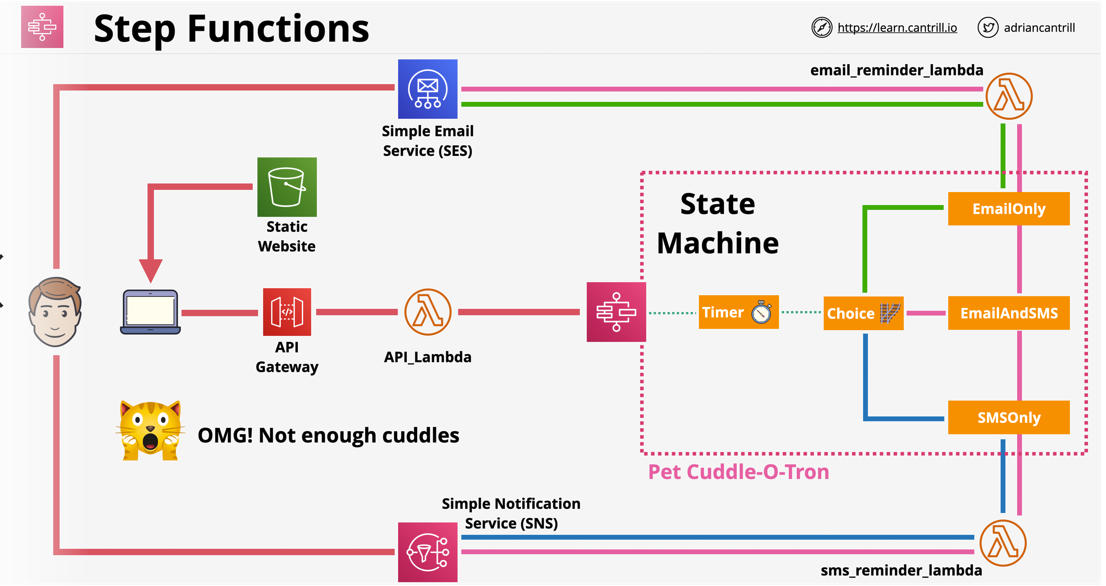 Step Functions
https://learn.cantrill.io
adriancantrill
email_reminder_lambda
Simple Email
Service (SES)
Static
Website
State
Machine
EmailOnly
Timer
Choice
EmailAndSMS
API
Gateway
API_Lambda
SMSOnly
OMG! Not enough cuddles
Pet Cuddle-O-Tron
Simple Notification
Service (SNS)
sms_reminder_lambda